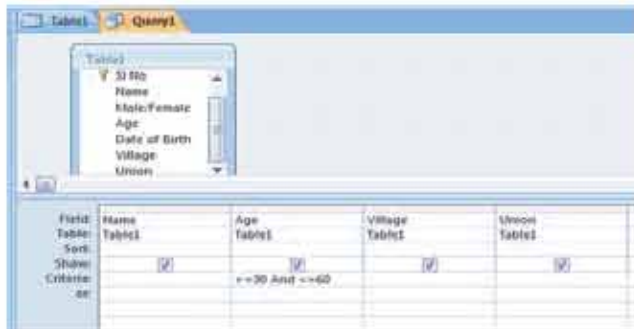 Table1 Query1
Table1
Sl No
Name
Male/Female
Age
Date of Birth
Village
Union
Field: Name Age Village Union
Table: Table1 Table1 Table1 Table1
Sort:
Show:
Criteria: >=30 And <=60
or: